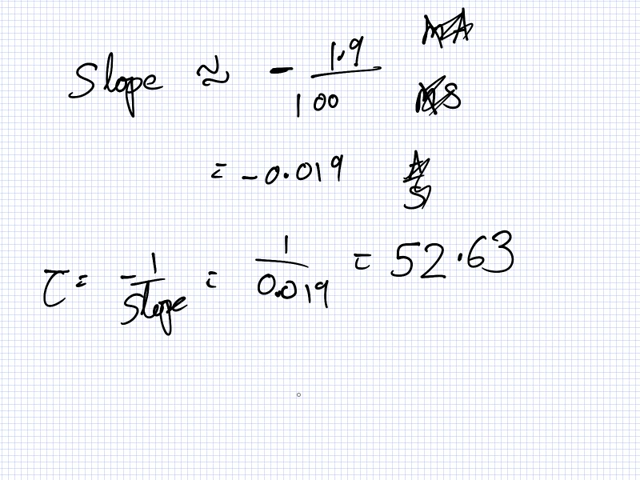 Slope ≈ - 1.9/100
= -0.019
τ = -1/Slope = 1/0.019 = 52.63